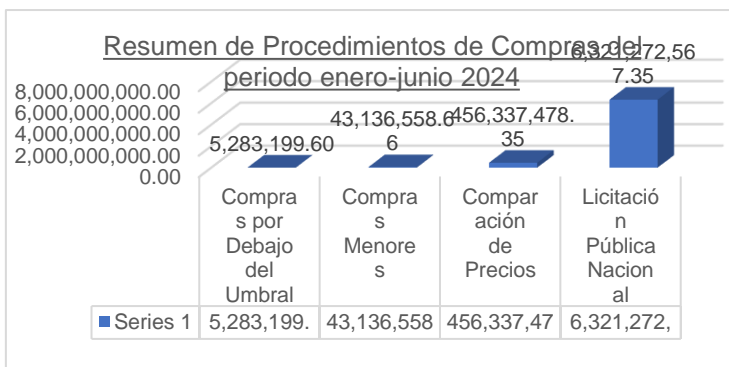 Resumen de Procedimientos de Compras del
periodo enero-junio 2024
8,000,000,000.00
6,000,000,000.00
4,000,000,000.00
2,000,000,000.00
0.00
5,283,199.60
43,136,558.6
6
456,337,478.
35
6,321,272,56
7.35
Compra
s por
Debajo
del
Umbral
Compra
s
Menore
s
Compar
ación
de
Precios
Licitació
n
Pública
Nacion
al
Series 1
5,283,199.
43,136,558
456,337,47
6,321,272,